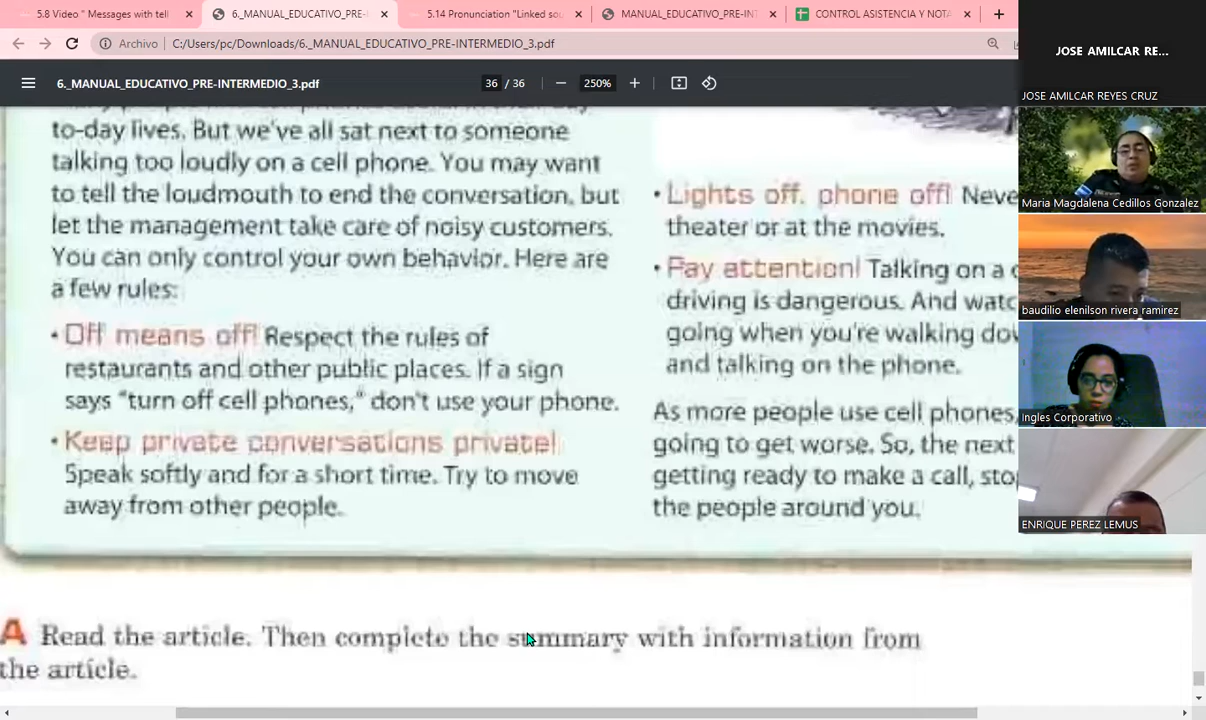 5.8 Video " Messages with tell
6._MANUAL_EDUCATIVO_PRE-
5.14 Pronunciation "Linked sou
MANUAL_EDUCATIVO_PRE-INT
CONTROL ASISTENCIA Y NOTA
Archivo
C:/Users/pc/Downloads/6._MANUAL_EDUCATIVO_PRE-INTERMEDIO_3.pdf
6._MANUAL_EDUCATIVO_PRE-INTERMEDIO_3.pdf
36 / 36
250%
to-day lives. But we've all sat next to someone
talking too loudly on a cell phone. You may want
to tell the loudmouth to end the conversation, but
let the management take care of noisy customers.
You can only control your own behavior. Here are
a few rules:
• Off means off! Respect the rules of
restaurants and other public places. If a sign
says "turn off cell phones," don't use your phone.
• Keep private conversations private!
Speak softly and for a short time. Try to move
away from other people.
• Lights off, phone off! Neve
theater or at the movies.
• Pay attention! Talking on a c
driving is dangerous. And watc
going when you're walking dow
and talking on the phone.
As more people use cell phones,
going to get worse. So, the next
getting ready to make a call, sto
the people around you.
A Read the article. Then complete the summary with information from
the article.
JOSE AMILCAR RE...
JOSE AMILCAR REYES CRUZ
Maria Magdalena Cedillos Gonzalez
baudilio elenilson rivera ramirez
Ingles Corporativo
ENRIQUE PEREZ LEMUS